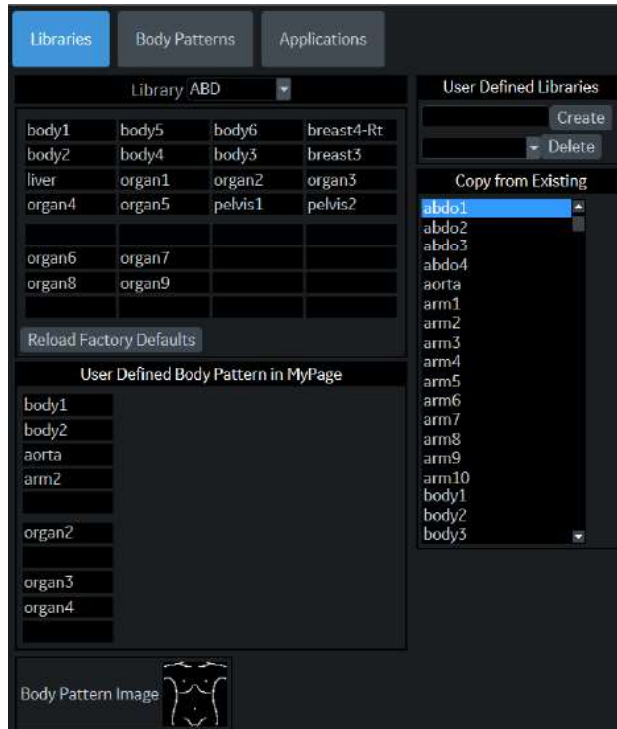 Libraries Body Patterns Applications
Library ABD
body1 body5 body6 breast4-Rt
body2 body4 body3 breast3
liver organ1 organ2 organ3
organ4 organ5 pelvis1 pelvis2
organ6 organ7
organ8 organ9
Reload Factory Defaults
User Defined Body Pattern in MyPage
body1
body2
aorta
arm2
organ2
organ3
organ4
Body Pattern Image
User Defined Libraries
Create
Delete
Copy from Existing
abdo1
abdo2
abdo3
abdo4
aorta
arm1
arm2
arm3
arm4
arm5
arm6
arm7
arm8
arm9
arm10
body1
body2
body3